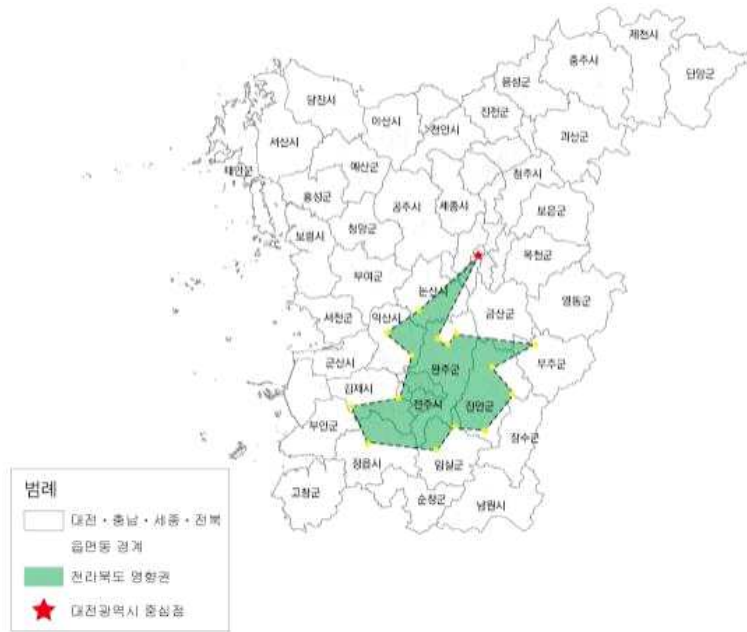 제천시
충주시
단양군
음성군
당진시
아산시
천안시
진천군
괴산군
서산시
예산군
청주시
태안군
홍성군
공주시
세종시
보은군
청양군
보령시
옥천군
부여군
논산시
영동군
서천군
익산시
금산군
군산시
완주군
무주군
김제시
전주시
진안군
부안군
장수군
정읍시
임실군
고창군
순창군
남원시
범례
대전・충남・세종・전북
읍면동 경계
전라북도 영향권
대전광역시 중심점